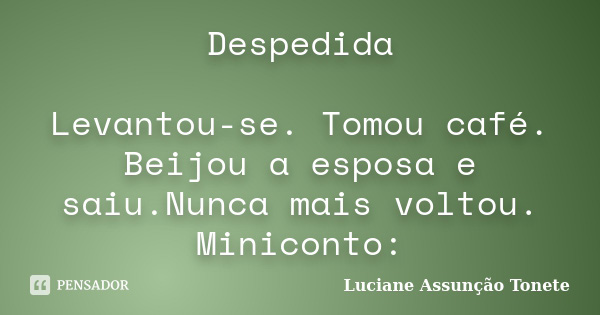 Despedida
Levantou-se. Tomou café.
Beijou a esposa e
saiu.Nunca mais voltou.
Miniconto:
PENSADOR
Luciane Assunção Tonete